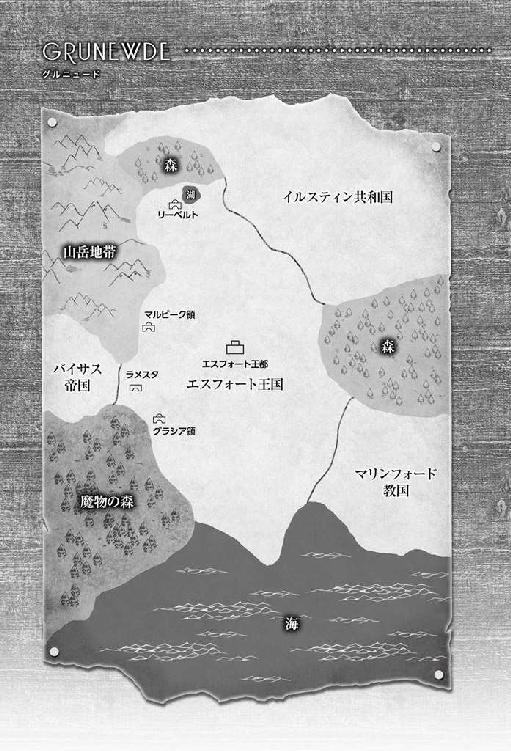 GRUNEWDE
グルニュード
森
湖
リーベルト
イルスティン共和国
山岳地帯
マルビーク領
エスフォート王都
森
バイサス
帝国
ラメスタ
エスフォート王国
グラシア領
マリンフォード
教国
魔物の森
海